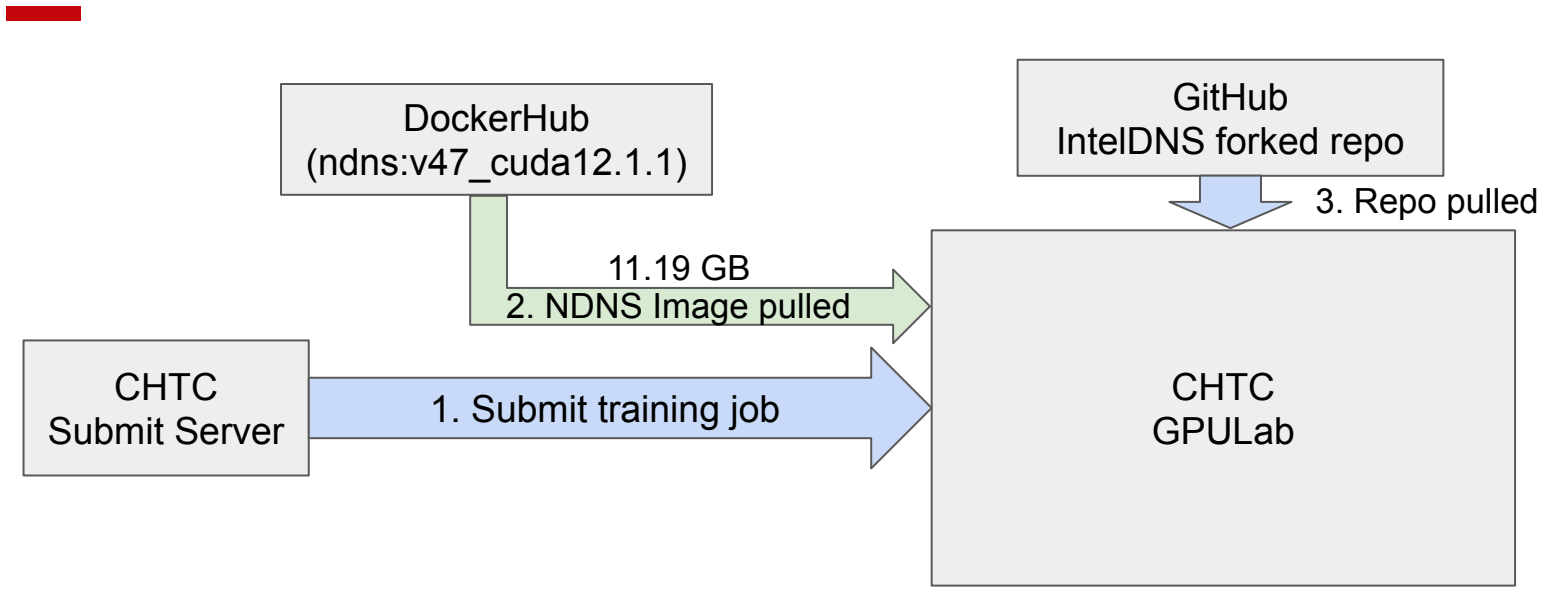 DockerHub
(ndns:v47_cuda12.1.1)
GitHub
IntelDNS forked repo
3. Repo pulled
11.19 GB
2. NDNS Image pulled
CHTC
Submit Server
1. Submit training job
CHTC
GPULab